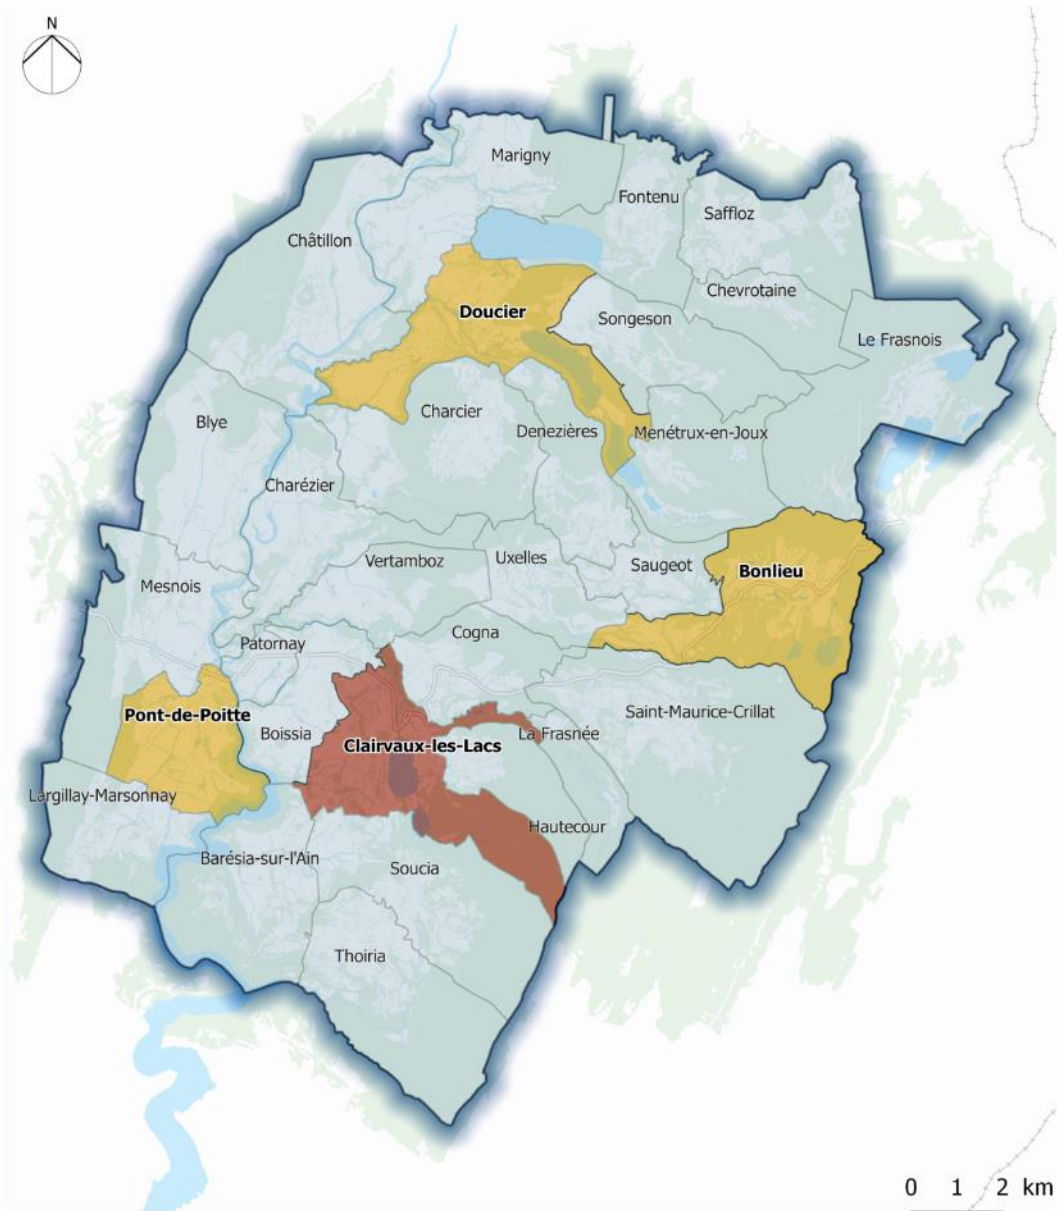 N
Marigny
Fontenu
Saffloz
Châtillon
Chevrotaine
Doucier
Songeson
Le Frasnois
Charcier
Blye
Denezières
Menétrux-en-Joux
Charézier
Vertamboz
Uxelles
Saugeot
Bonlieu
Mesnois
Cogna
Patornay
Saint-Maurice-Crillat
Pont-de-Poitte
Boissia
La Frasnée
Clairvaux-les-Lacs
Largillay-Marsonnay
Hautecour
Barésia-sur-l'Ain
Soucia
Thoiria
0 1 2 km